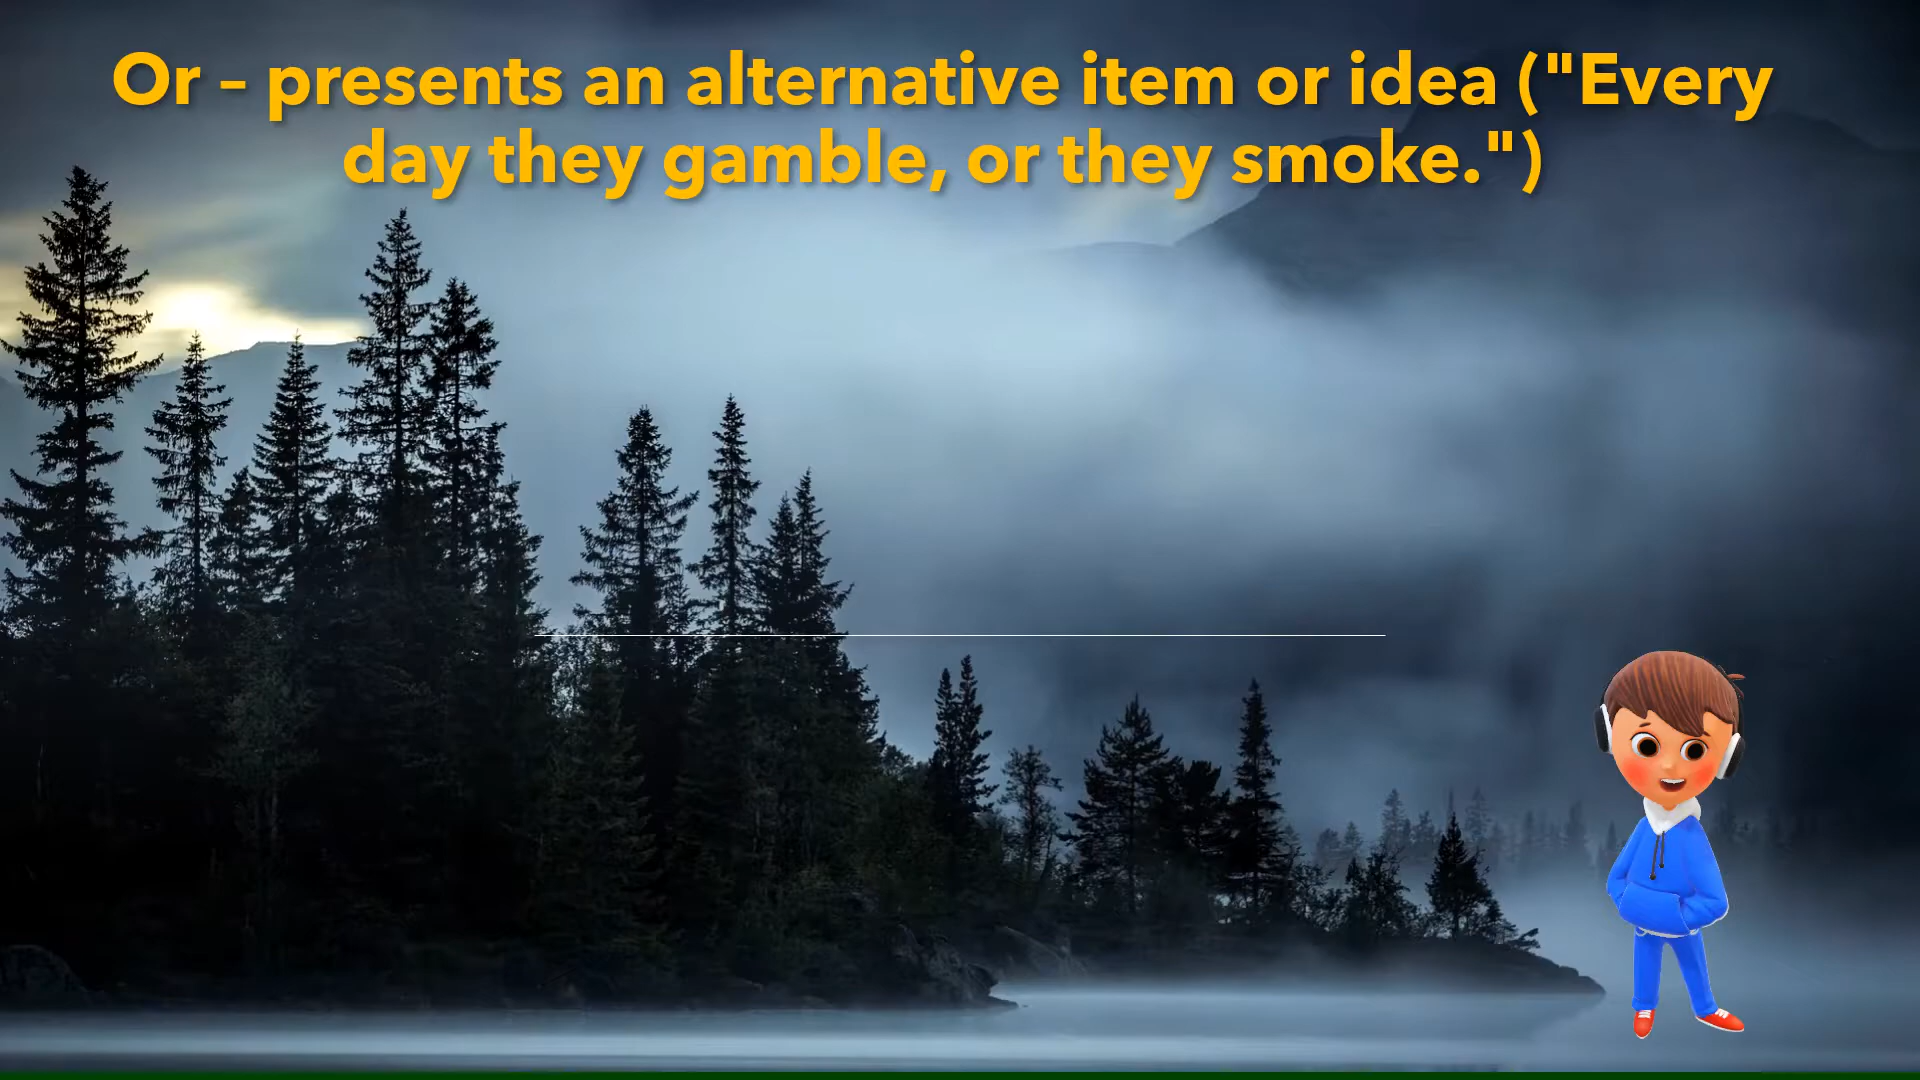 Or – presents an alternative item or idea ("Every
day they gamble, or they smoke.")